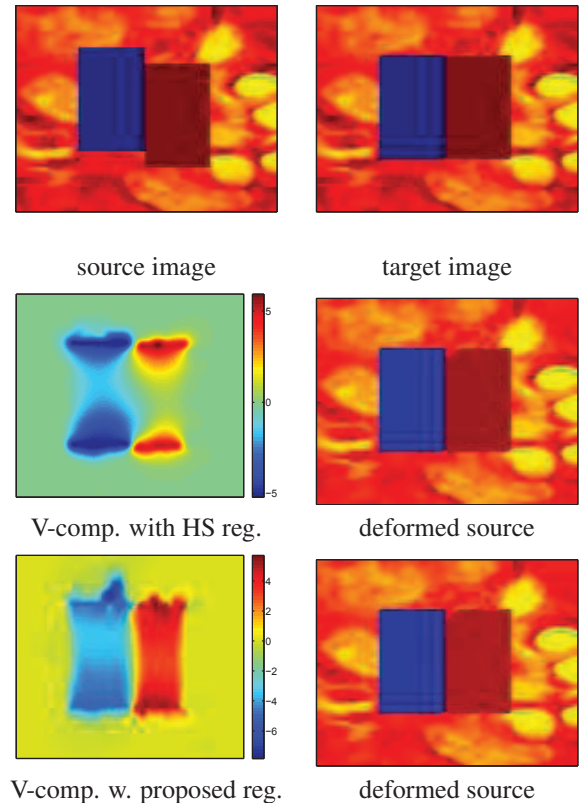 source image
target image
5
0
−5
V-comp. with HS reg.
deformed source
4
2
0
−2
−4
−6
V-comp. w. proposed reg.
deformed source